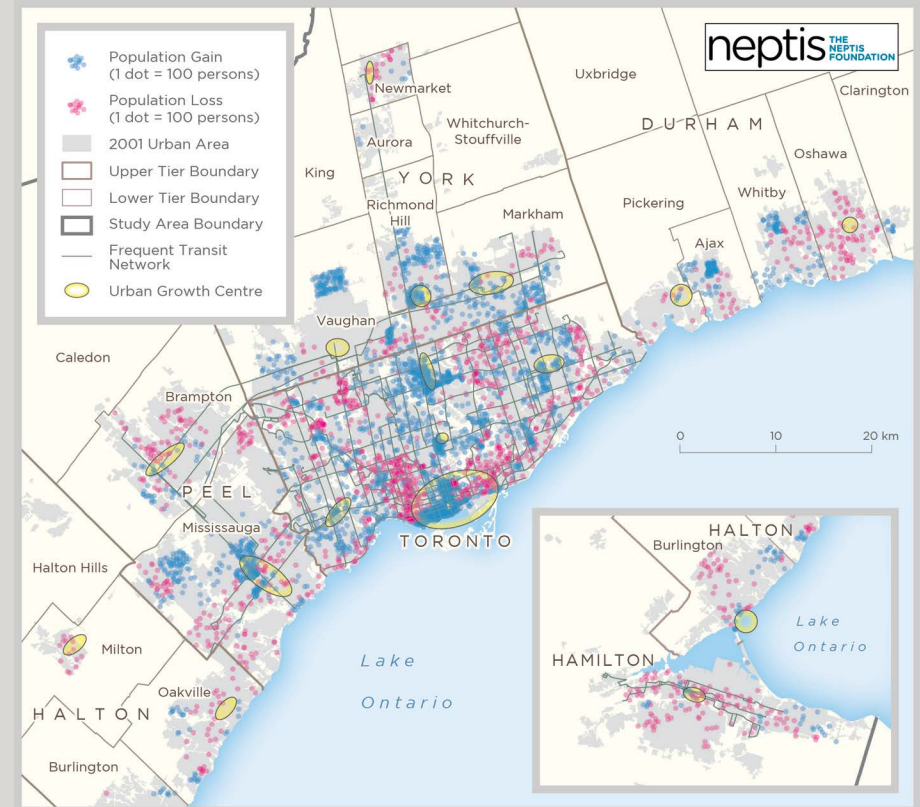 Population Gain
(1 dot = 100 persons)
Population Loss
(1 dot = 100 persons)
2001 Urban Area
Upper Tier Boundary
Lower Tier Boundary
Study Area Boundary
Frequent Transit
Network
Urban Growth Centre
neptis THE
NEPTIS
FOUNDATION
Newmarket
Uxbridge
Clarington
Whitchurch-
Stouffville
DURHAM
Aurora
Oshawa
King
YORK
Whitby
Richmond
Hill
Markham
Pickering
Ajax
Vaughan
Caledon
Brampton
0 10 20 km
PEEL
Mississauga
TORONTO
Halton Hills
Milton
Lake
Ontario
Oakville
HALTON
Burlington
HALTON
Burlington
Lake
Ontario
HAMILTON